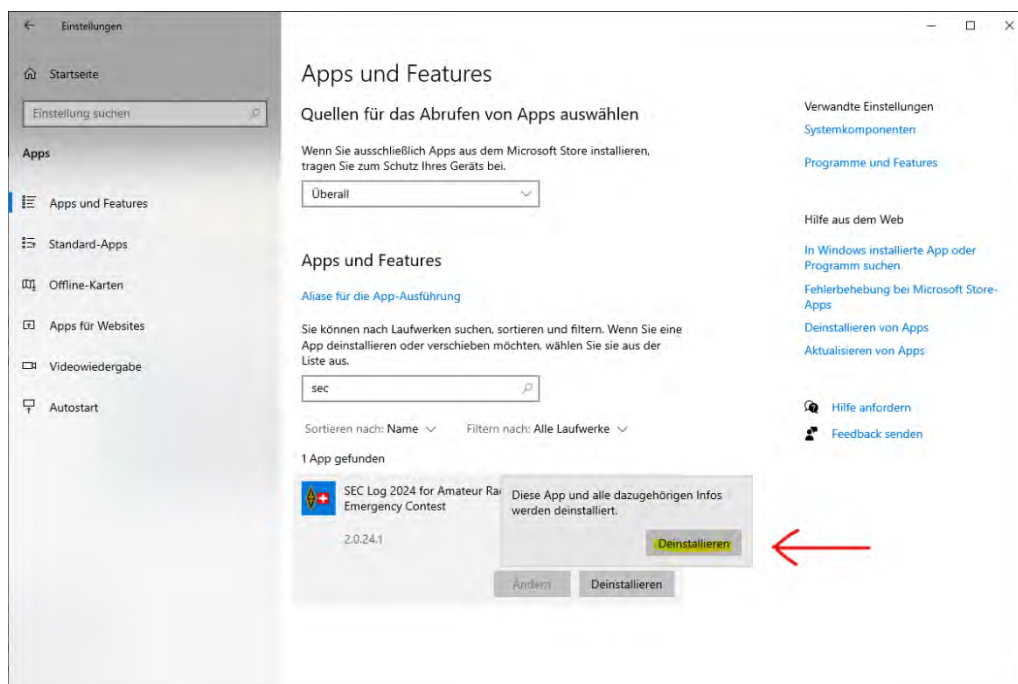 Einstellungen
Startseite
Einstellung suchen
Apps
Apps und Features
Standard-Apps
Offline-Karten
Apps für Websites
Videowiedergabe
Autostart
Apps und Features
Quellen für das Abrufen von Apps auswählen
Wenn Sie ausschließlich Apps aus dem Microsoft Store installieren,
tragen Sie zum Schutz Ihres Geräts bei.
Überall
Apps und Features
Aliase für die App-Ausführung
Sie können nach Laufwerken suchen, sortieren und filtern. Wenn Sie eine
App deinstallieren oder verschieben möchten, wählen Sie sie aus der
Liste aus.
sec
Sortieren nach: Name Filtern nach: Alle Laufwerke
1 App gefunden
SEC Log 2024 for Amateur Ra
Emergency Contest
2.0.24.1
Diese App und alle dazugehörigen Infos
werden deinstalliert.
Deinstallieren
Ändern Deinstallieren
Verwandte Einstellungen
Systemkomponenten
Programme und Features
Hilfe aus dem Web
In Windows installierte App oder
Programm suchen
Fehlerbehebung bei Microsoft Store-
Apps
Deinstallieren von Apps
Aktualisieren von Apps
Hilfe anfordern
Feedback senden